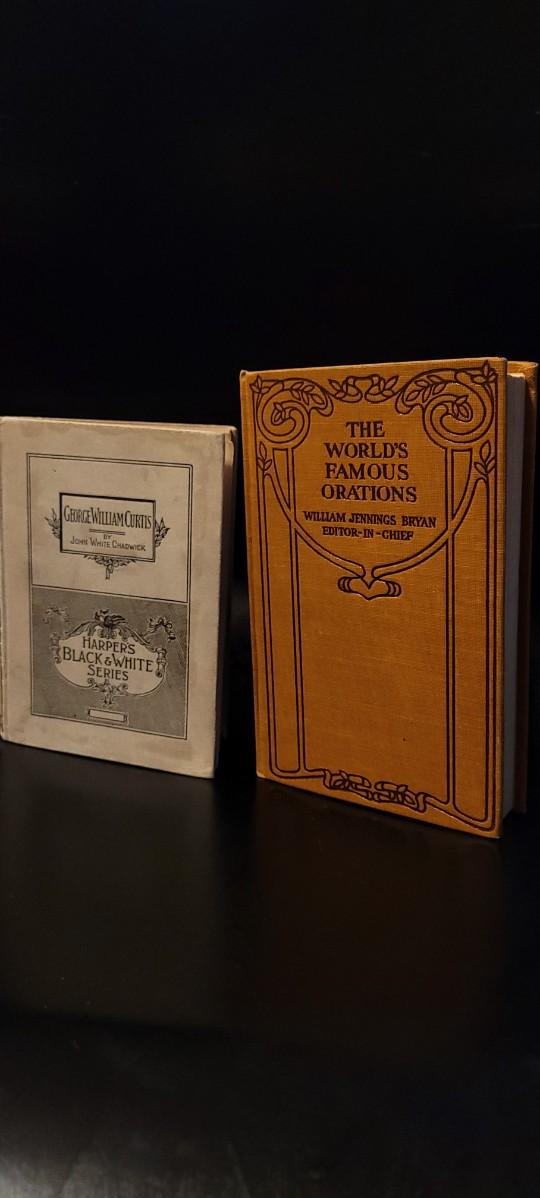 GEORGE WILLIAM CURTIS
BY
JOHN WHITE CHADWICK
HARPER'S
BLACK & WHITE
SERIES
THE
WORLD'S
FAMOUS
ORATIONS
WILLIAM JENNINGS BRYAN
EDITOR-IN-CHIEF